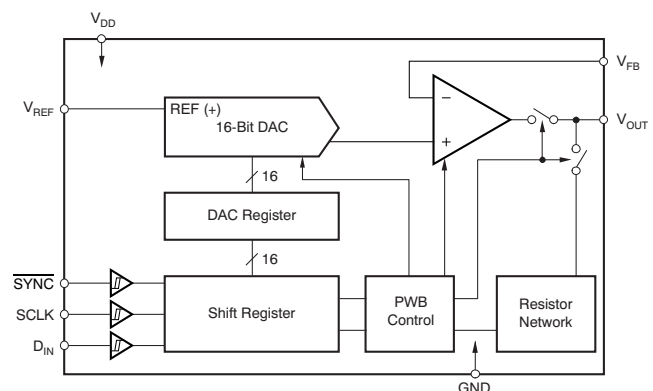 VDD
VREF
REF (+)
16-Bit DAC
VFB
VOUT
16
DAC Register
16
SYNC
SCLK
DIN
Shift Register
PWB
Control
Resistor
Network
GND